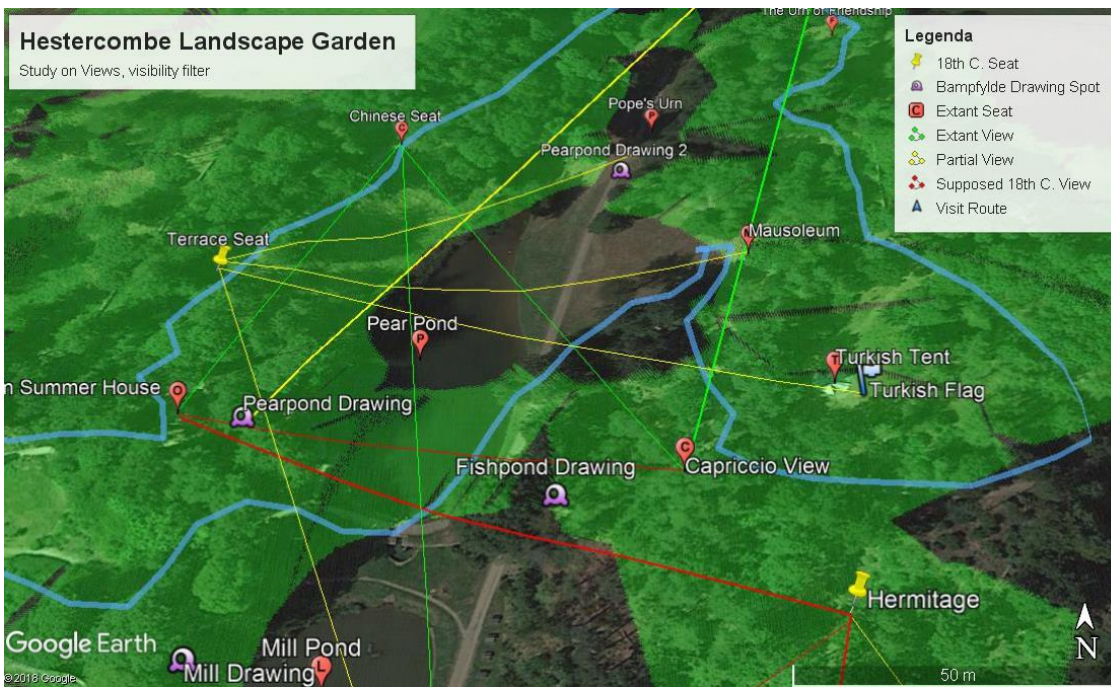 Hestercombe Landscape Garden
Study on Views, visibility filter
The Urn of Friendship
Legenda
18th C. Seat
Bampfylde Drawing Spot
C Extant Seat
Extant View
Partial View
Supposed 18th C. View
Visit Route
F
Chinese Seat
C
Pope's Urn
P
Pearpond Drawing 2
Terrace Seat
Mausoleum
Pear Pond
P
Turkish Tent
T
Turkish Flag
m Summer House
O
Pearpond Drawing
C
Capriccio View
Fishpond Drawing
Hermitage
Google Earth
©2018 Google
Mill Pond
Mill Drawing
L
N
50 m